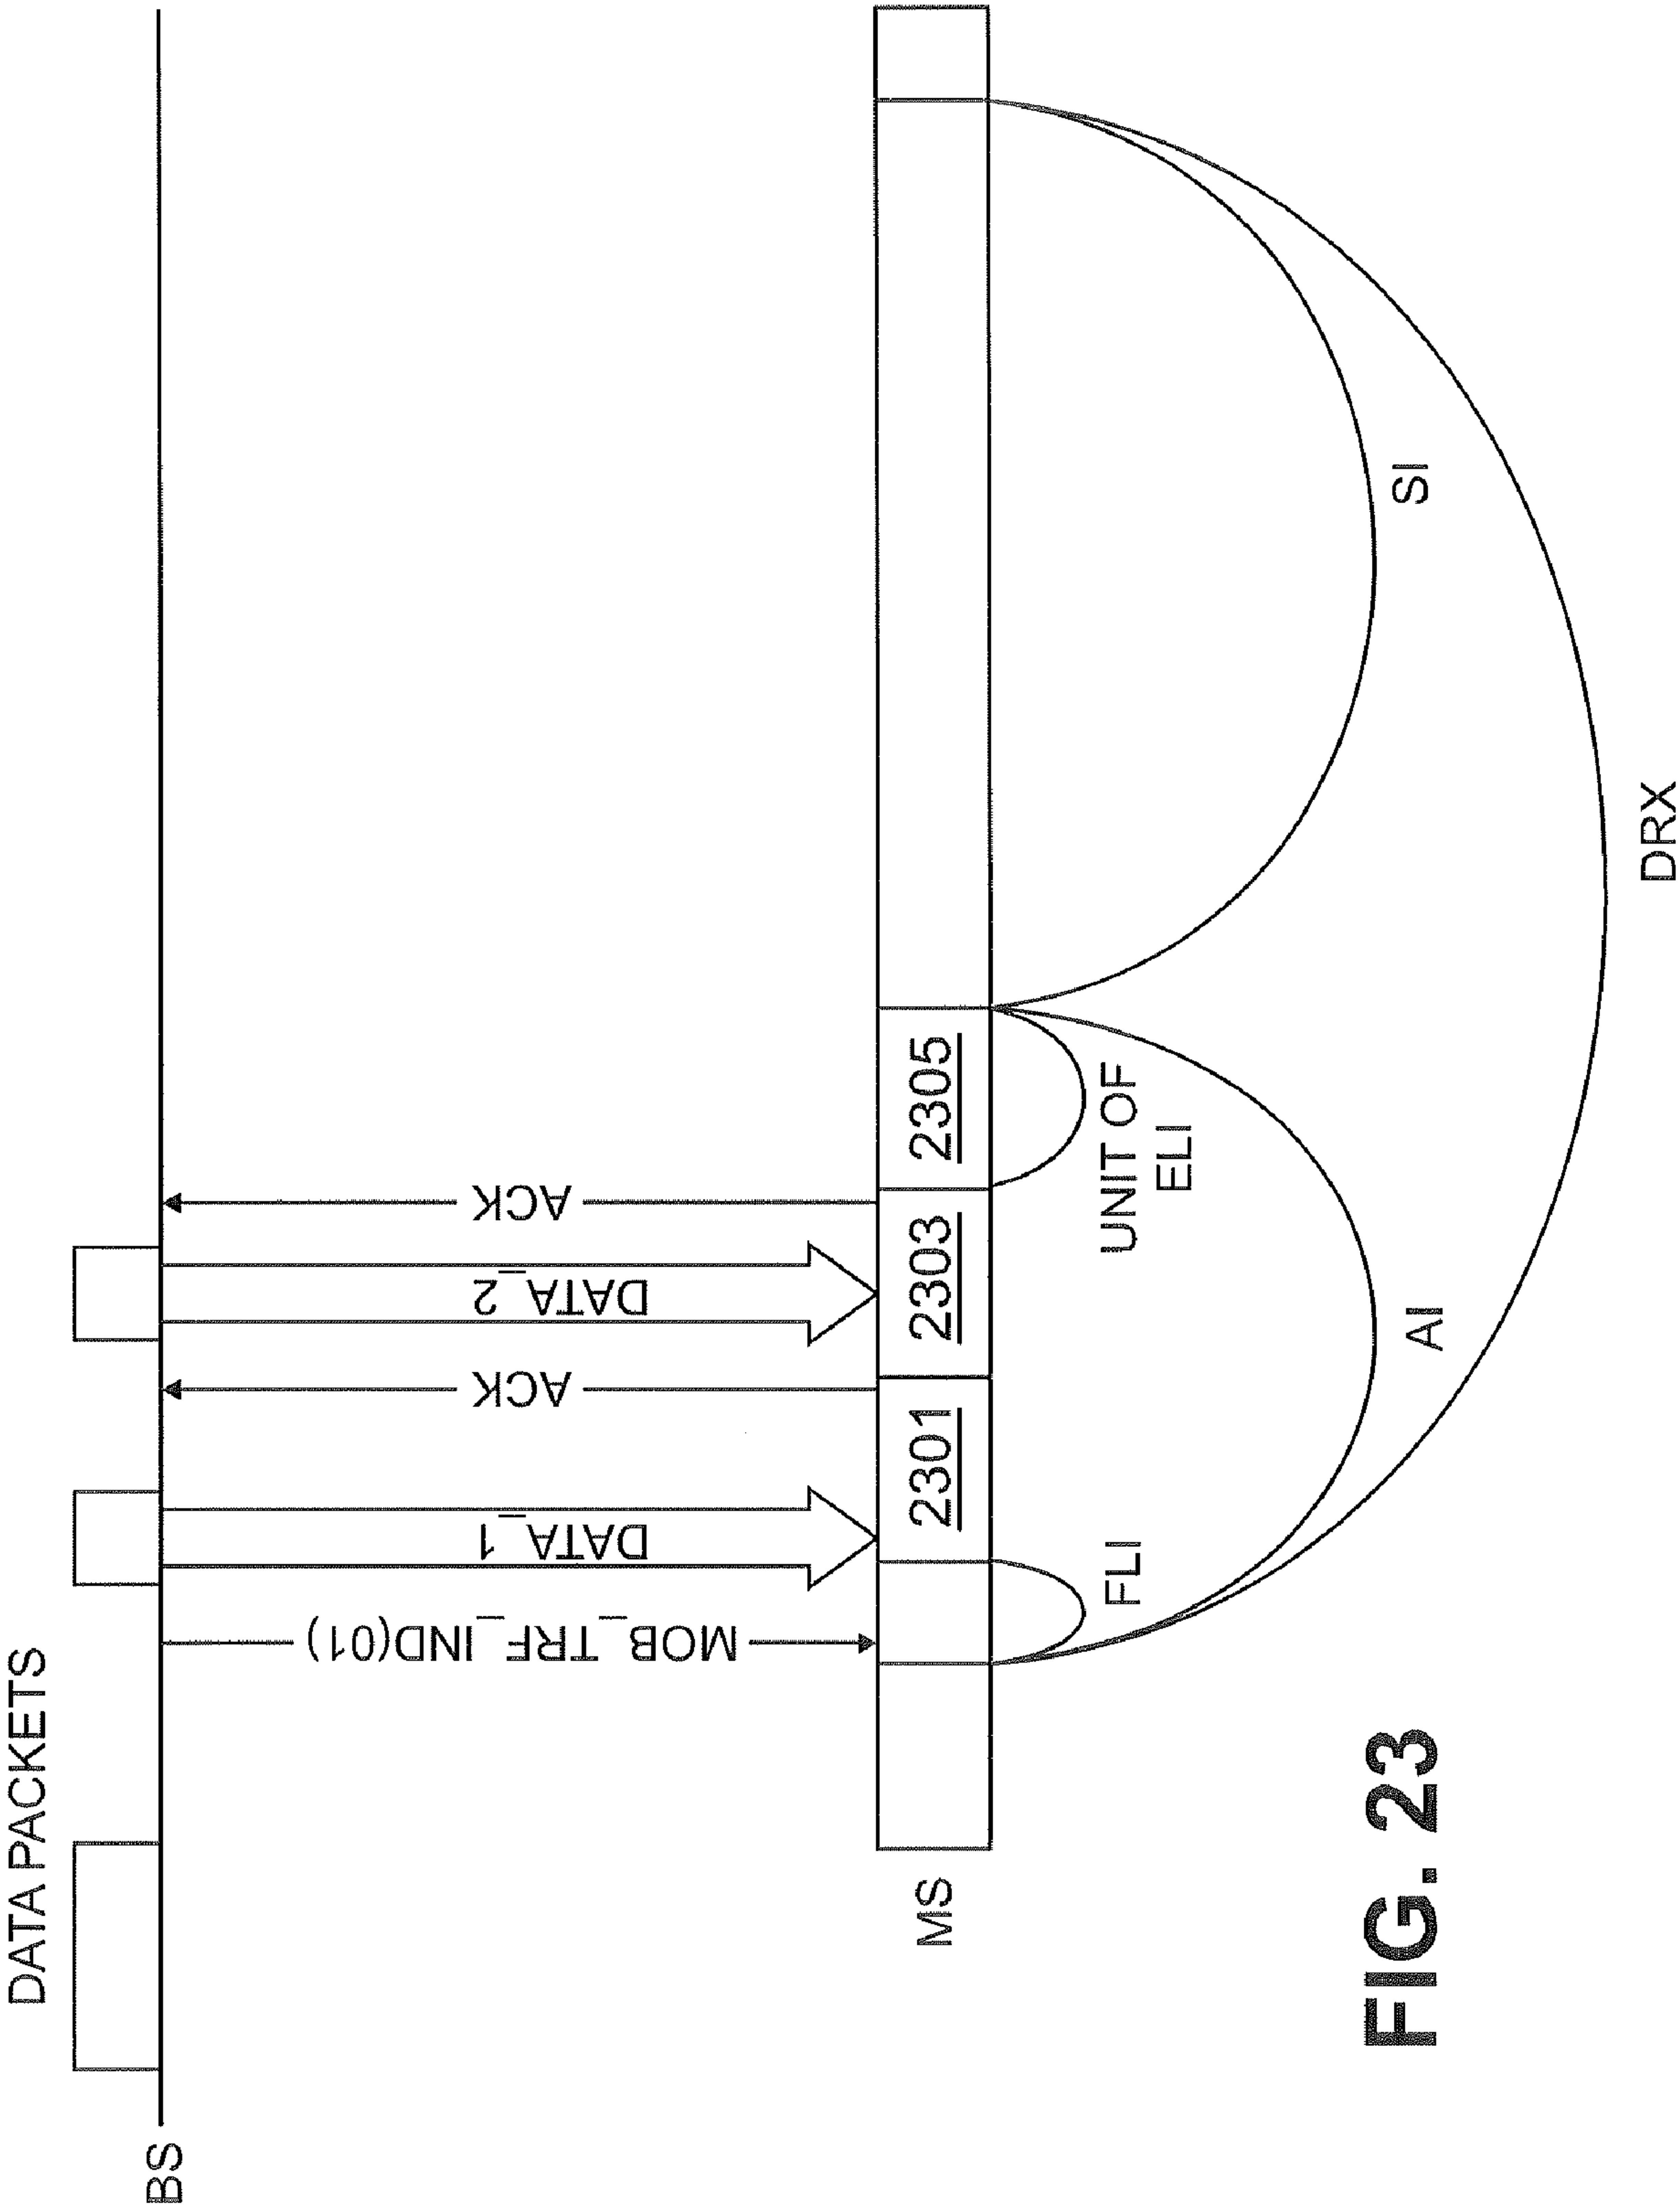 DATA PACKETS
BS
MOB_TRF_IND(01)
DATA_1
ACK
DATA_2
ACK
MS
2301
2303
2305
FLI
UNIT OF
ELI
AI
SI
DRX
FIG. 23